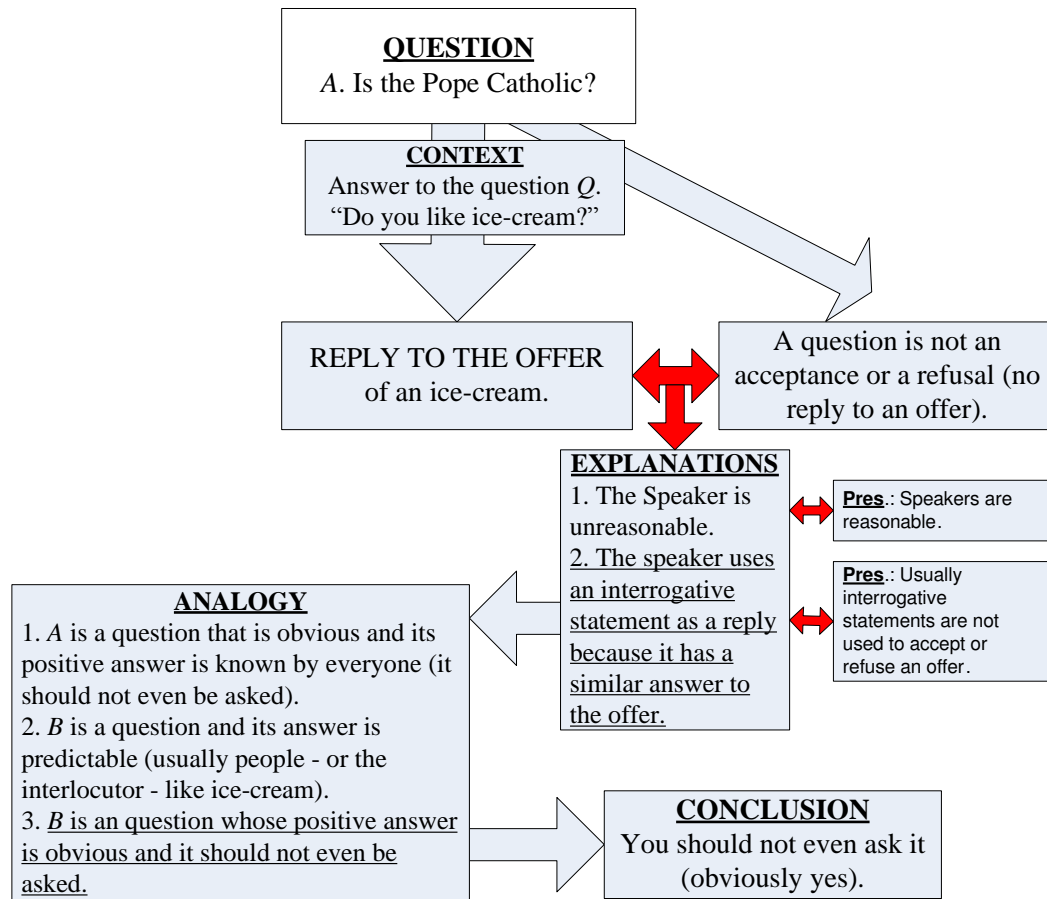 QUESTION
A. Is the Pope Catholic?
CONTEXT
Answer to the question Q.
“Do you like ice-cream?”
REPLY TO THE OFFER
of an ice-cream.
A question is not an
acceptance or a refusal (no
reply to an offer).
EXPLANATIONS
1. The Speaker is
unreasonable.
2. The speaker uses
an interrogative
statement as a reply
because it has a
similar answer to
the offer.
Pres.: Speakers are
reasonable.
Pres.: Usually
interrogative
statements are not
used to accept or
refuse an offer.
ANALOGY
1. A is a question that is obvious and its
positive answer is known by everyone (it
should not even be asked).
2. B is a question and its answer is
predictable (usually people - or the
interlocutor - like ice-cream).
3. B is an question whose positive answer
is obvious and it should not even be
asked.
CONCLUSION
You should not even ask it
(obviously yes).